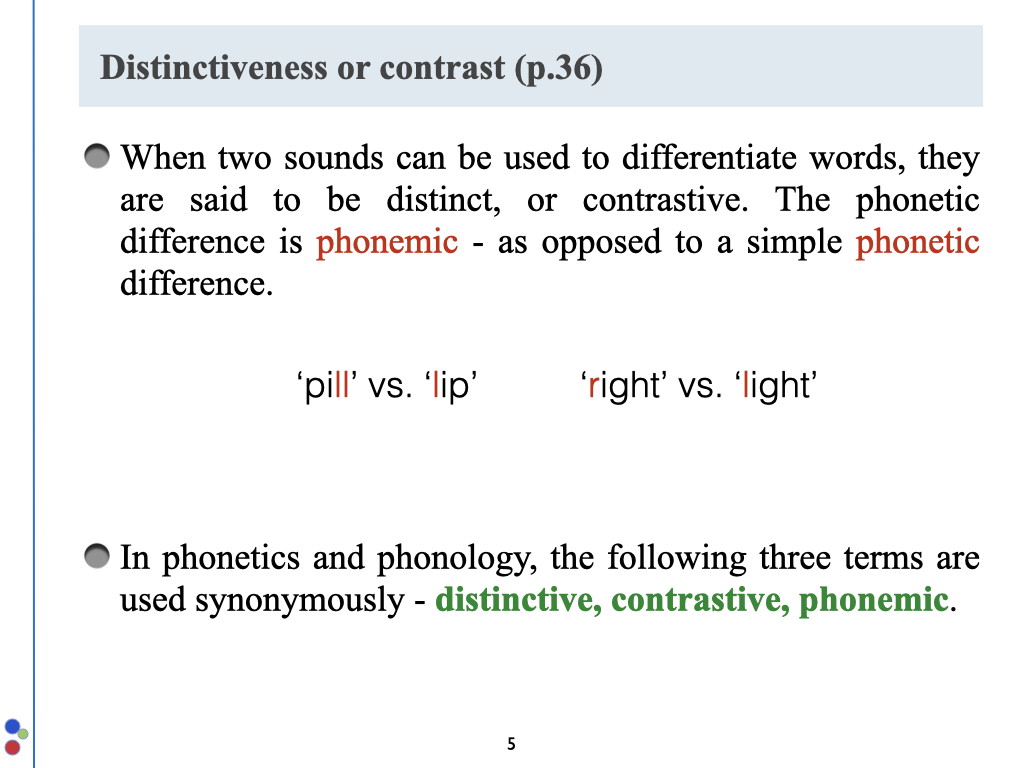 Distinctiveness or contrast (p.36)
When two sounds can be used to differentiate words, they
are said to be distinct, or contrastive. The phonetic
difference is phonemic - as opposed to a simple phonetic
difference.
‘pill’ vs. ‘lip’ ‘right’ vs. ‘light’
In phonetics and phonology, the following three terms are
used synonymously - distinctive, contrastive, phonemic.
5